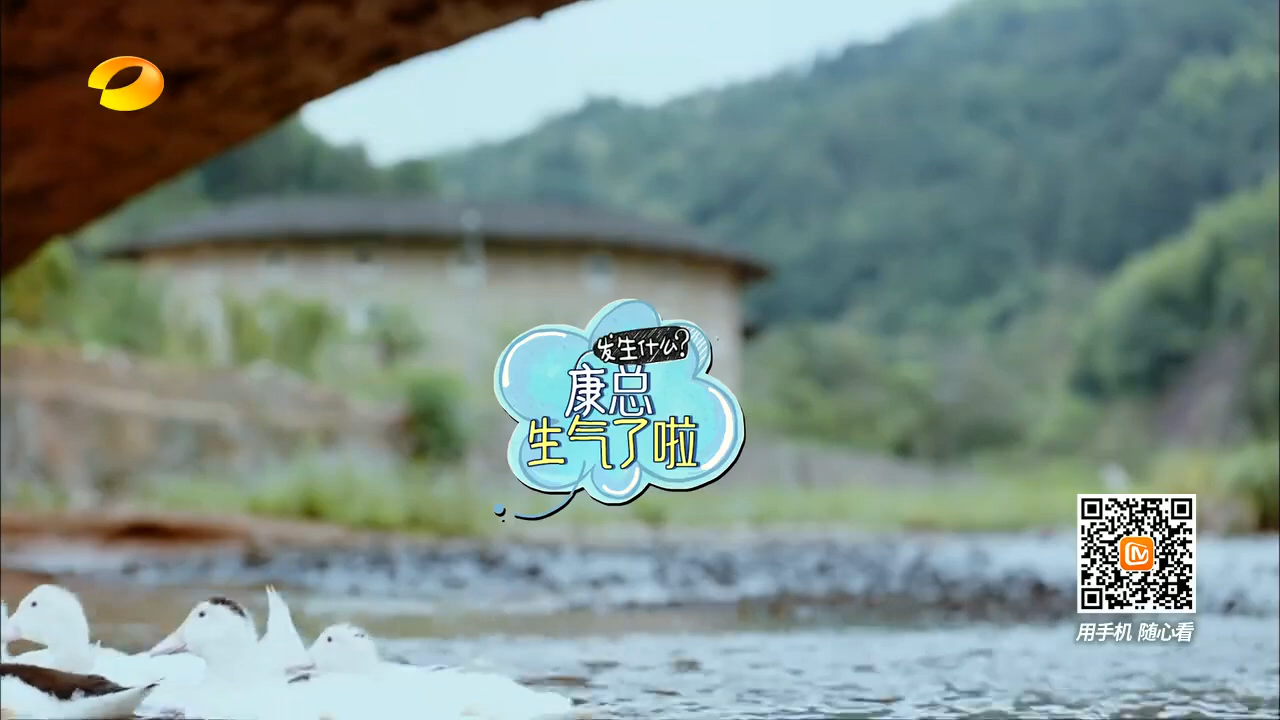 发生什么?
康总
生气了啦
用手机 随心看